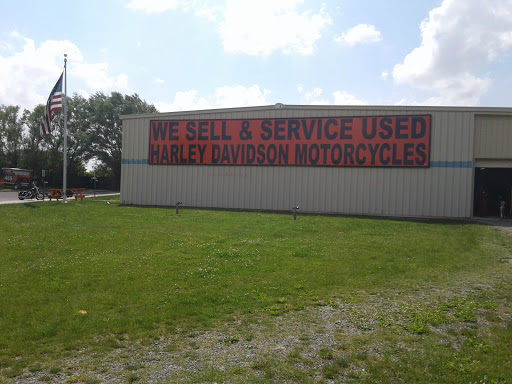 WE SELL & SERVICE USED
HARLEY DAVIDSON MOTORCYCLES